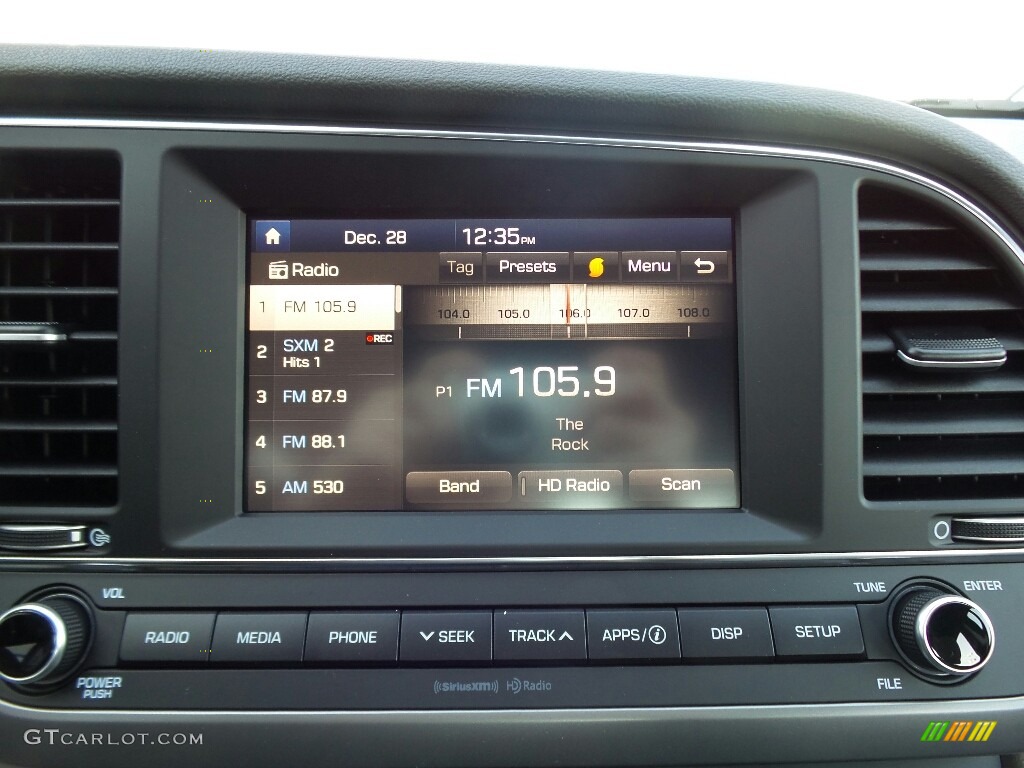 Dec. 28 12:35PM
Radio Tag Presets Menu
1 FM 105.9
104.0 105.0 106.0 107.0 108.0
2 SXM 2 REC
Hits 1
3 FM 87.9
P1 FM 105.9
The
Rock
4 FM 88.1
5 AM 530
Band HD Radio Scan
VOL TUNE ENTER
RADIO MEDIA PHONE SEEK TRACK APPS/i DISP SETUP
POWER
PUSH
FILE
((SiriusXM)) HD Radio
GTCARLOT.COM